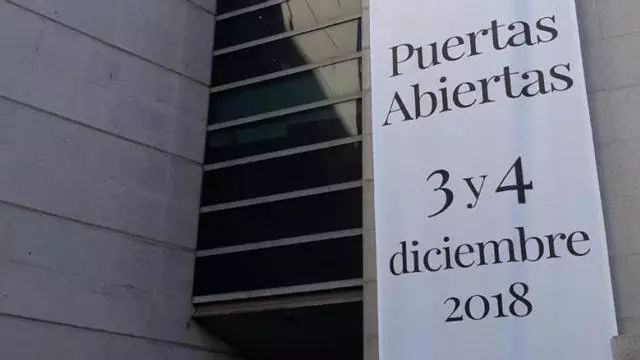 Puertas
Abiertas
3 y 4
diciembre
2018